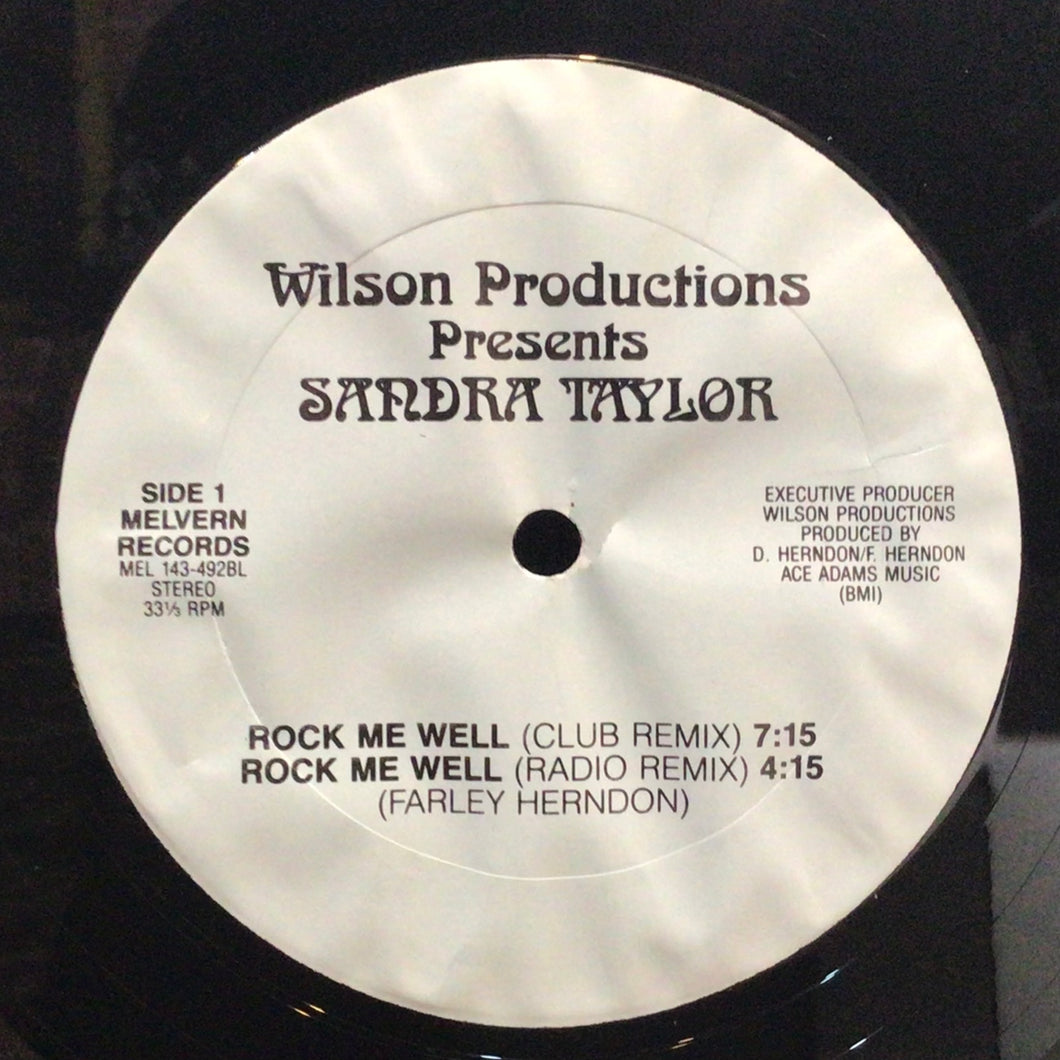 Wilson Productions
Presents
SANDRA TAYLOR
SIDE 1
MELVERN
RECORDS
MEL 143-492BL
STEREO
33⅓ RPM
EXECUTIVE PRODUCER
WILSON PRODUCTIONS
PRODUCED BY
D. HERNDON/F. HERNDON
ACE ADAMS MUSIC
(BMI)
ROCK ME WELL (CLUB REMIX) 7:15
ROCK ME WELL (RADIO REMIX) 4:15
(FARLEY HERNDON)